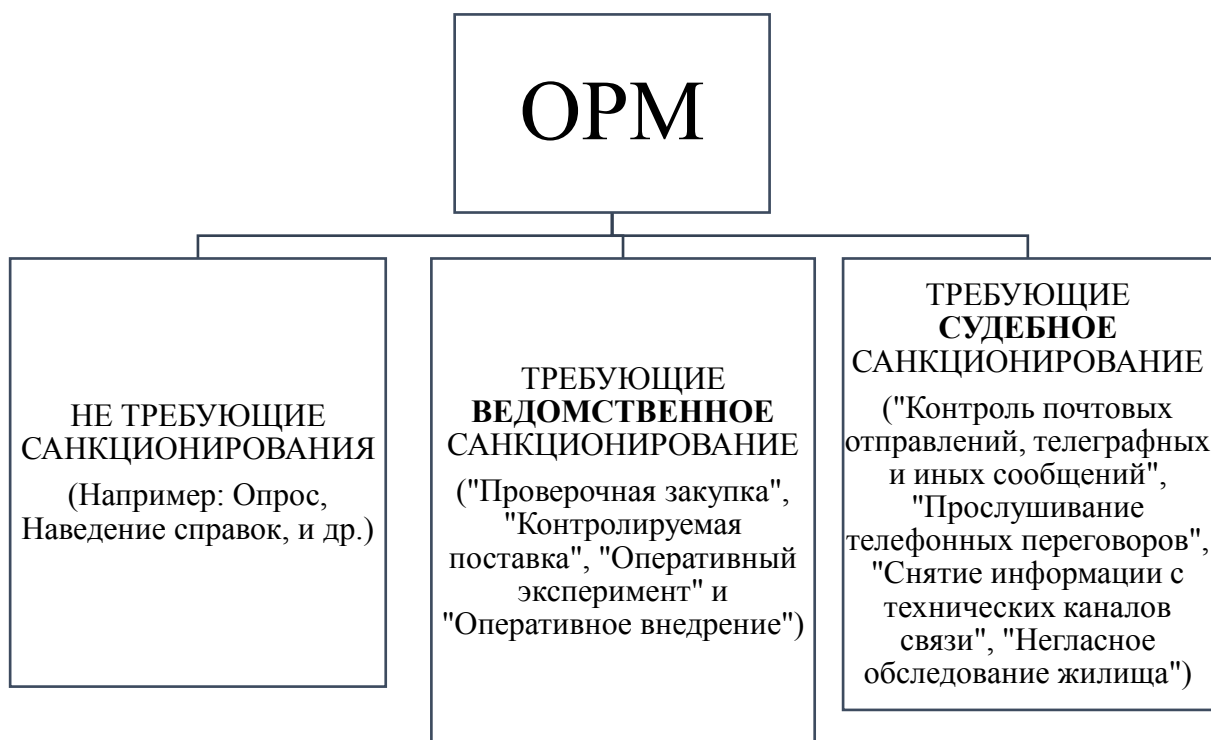 ОРМ
НЕ ТРЕБУЮЩИЕ
САНКЦИОНИРОВАНИЯ
(Например: Опрос,
Наведение справок, и др.)
ТРЕБУЮЩИЕ
ВЕДОМСТВЕННОЕ
САНКЦИОНИРОВАНИЕ
("Проверочная закупка",
"Контролируемая
поставка", "Оперативный
эксперимент" и
"Оперативное внедрение")
ТРЕБУЮЩИЕ
СУДЕБНОЕ
САНКЦИОНИРОВАНИЕ
("Контроль почтовых
отправлений, телеграфных
и иных сообщений",
"Прослушивание
телефонных переговоров",
"Снятие информации с
технических каналов
связи", "Негласное
обследование жилища")